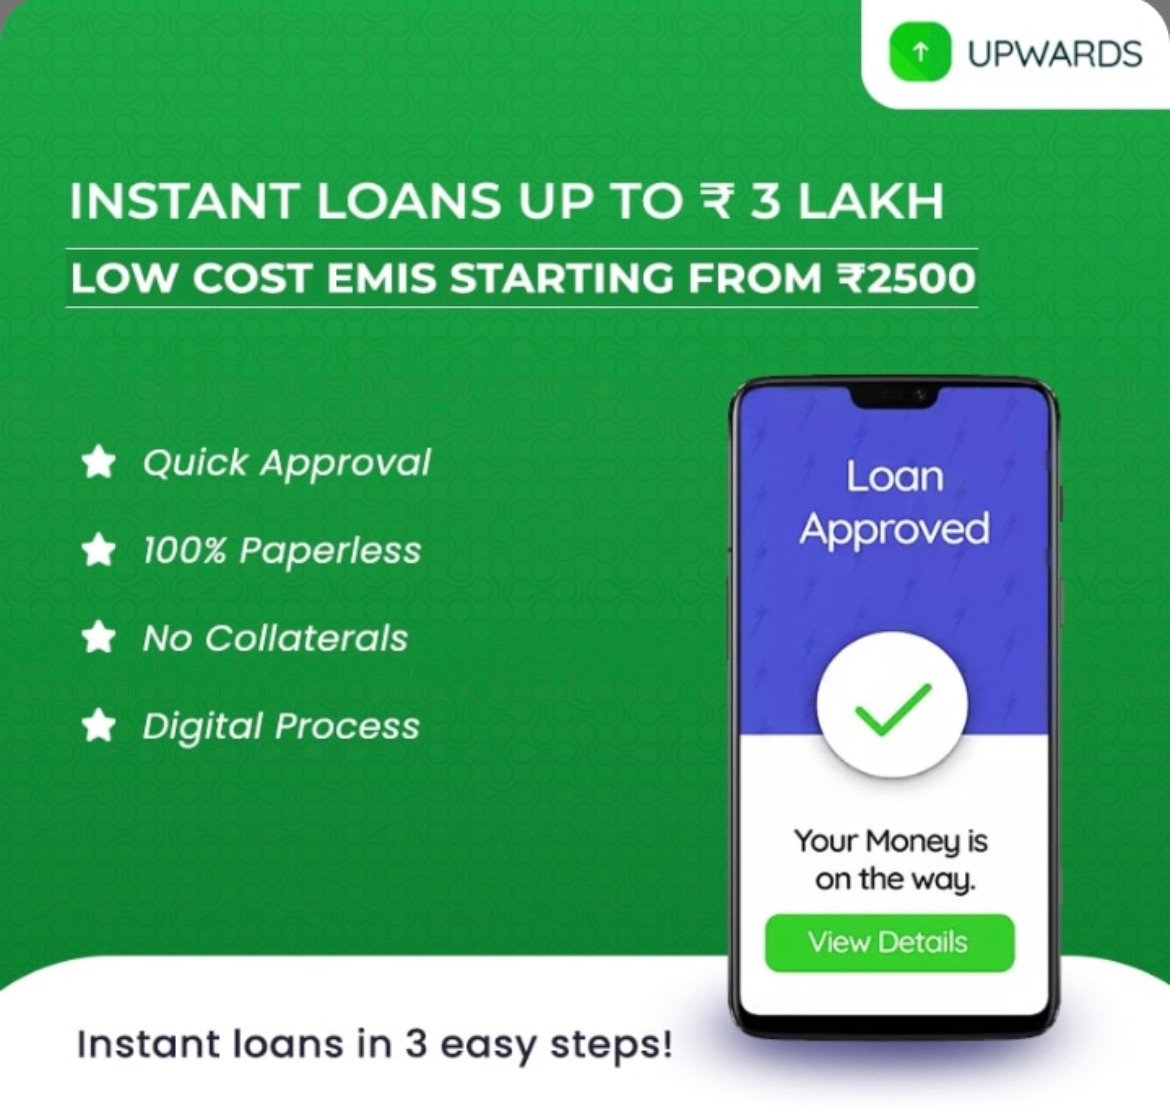 UPWARDS
INSTANT LOANS UP TO ₹ 3 LAKH
LOW COST EMIS STARTING FROM ₹2500
Quick Approval
100% Paperless
No Collaterals
Digital Process
Loan
Approved
Your Money is
on the way.
View Details
Instant loans in 3 easy steps!